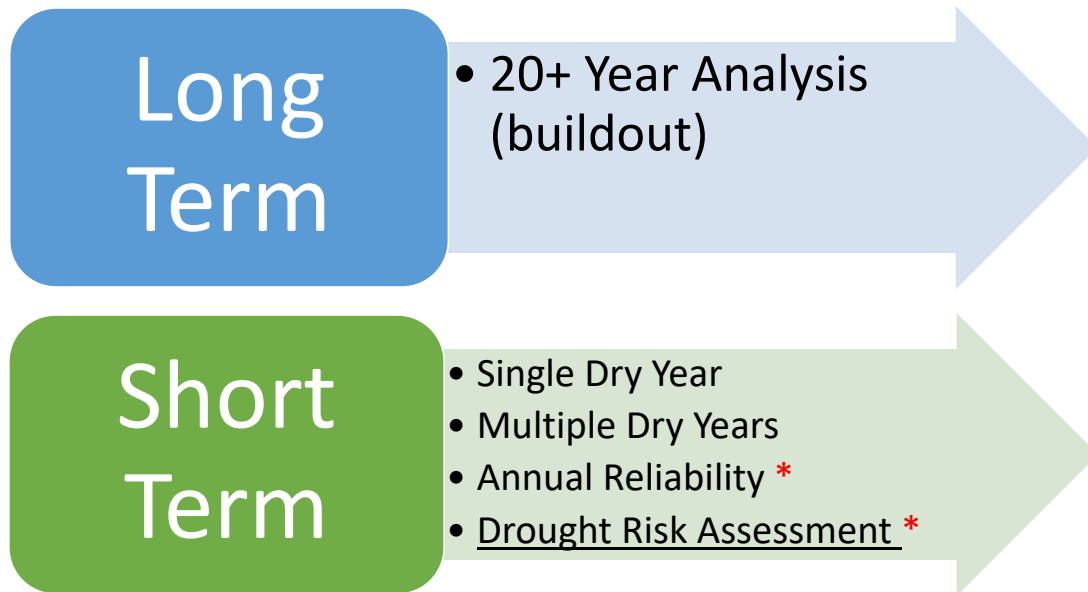 Long
Term
• 20+ Year Analysis
(buildout)
Short
Term
• Single Dry Year
• Multiple Dry Years
• Annual Reliability *
• Drought Risk Assessment *